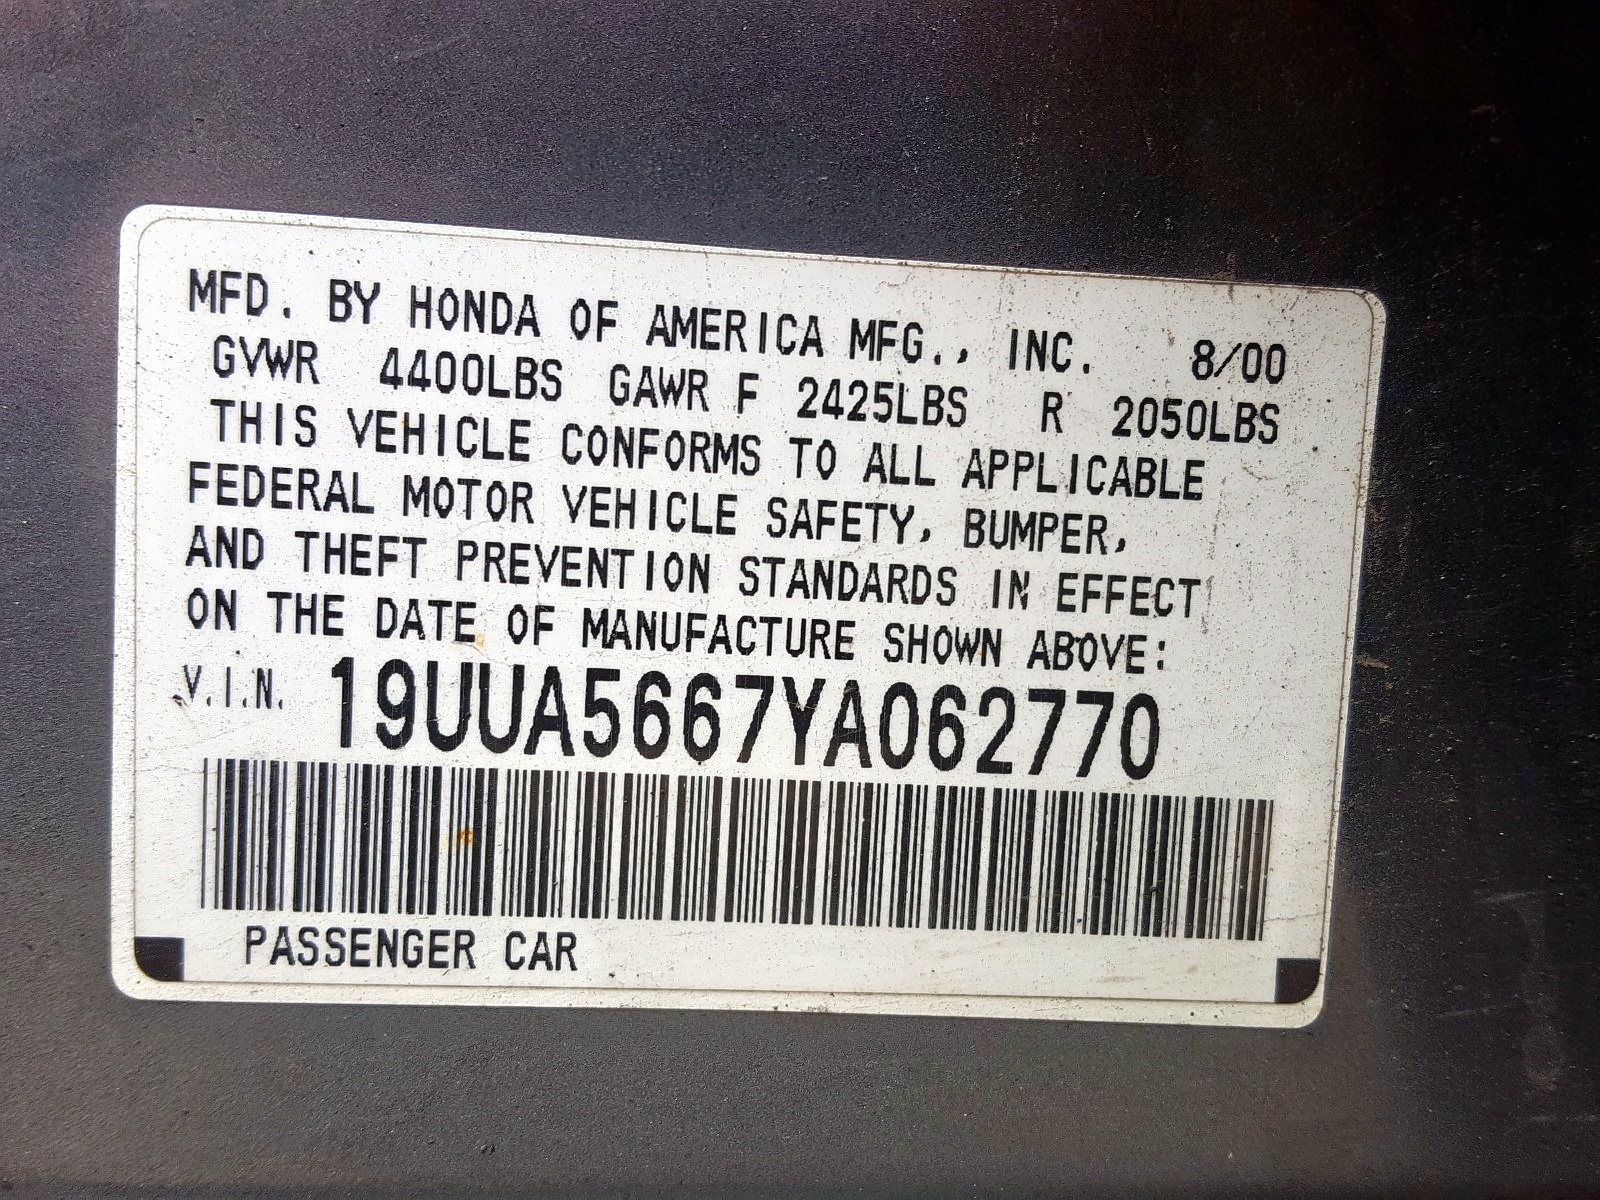 MFD. BY HONDA OF AMERICA MFG., INC. 8/00
GVWR 4400LBS GAWR F 2425LBS R 2050LBS
THIS VEHICLE CONFORMS TO ALL APPLICABLE
FEDERAL MOTOR VEHICLE SAFETY, BUMPER,
AND THEFT PREVENTION STANDARDS IN EFFECT
ON THE DATE OF MANUFACTURE SHOWN ABOVE:
V.I.N. 19UUA5667YA062770
PASSENGER CAR